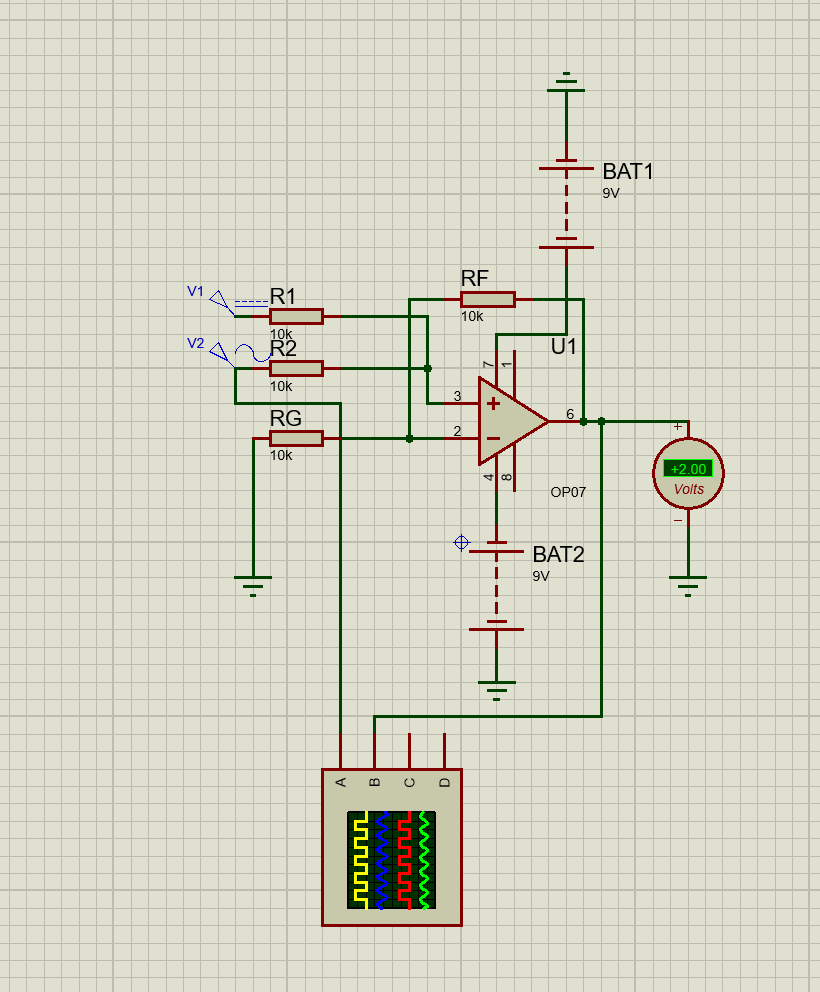 BAT1
9V
RF
10k
V1
R1
10k
V2
R2
10k
U1
7
1
3
6
RG
10k
2
4
8
OP07
+
+2.00
Volts
−
BAT2
9V
A
B
C
D